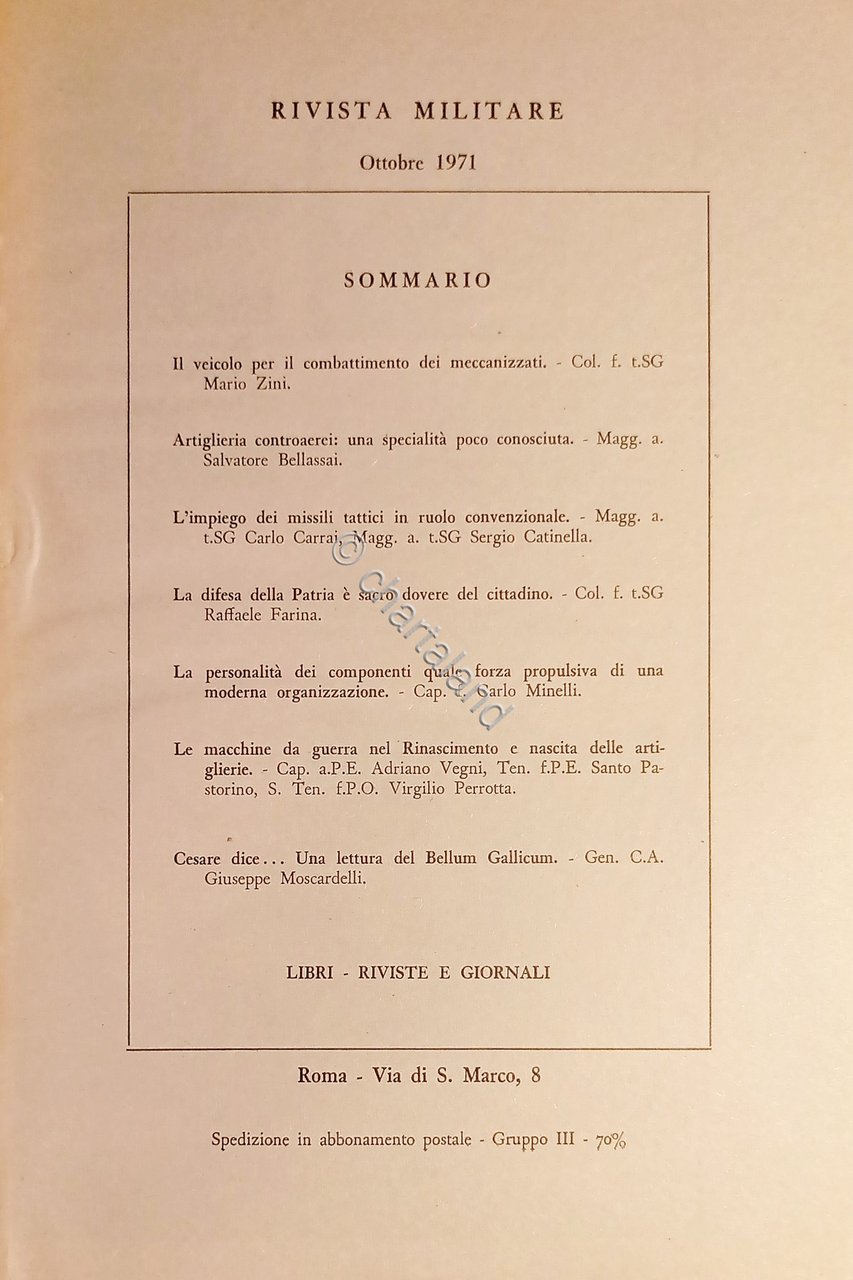 RIVISTA MILITARE
Ottobre 1971
SOMMARIO
Il veicolo per il combattimento dei meccanizzati. - Col. f. t.SG
Mario Zini.
Artiglieria controaerei: una specialità poco conosciuta. - Magg. a.
Salvatore Bellassai.
L'impiego dei missili tattici in ruolo convenzionale. - Magg. a.
t.SG Carlo Carrai, Magg. a. t.SG Sergio Catinella.
La difesa della Patria è sacro dovere del cittadino. - Col. f. t.SG
Raffaele Farina.
La personalità dei componenti quale forza propulsiva di una
moderna organizzazione. - Cap. Carlo Minelli.
Le macchine da guerra nel Rinascimento e nascita delle arti-
glierie. - Cap. a.P.E. Adriano Vegni, Ten. f.P.E. Santo Pa-
storino, S. Ten. f.P.O. Virgilio Perrotta.
Cesare dice... Una lettura del Bellum Gallicum. - Gen. C.A.
Giuseppe Moscardelli.
LIBRI - RIVISTE E GIORNALI
Roma - Via di S. Marco, 8
Spedizione in abbonamento postale - Gruppo III - 70%
© chartaland